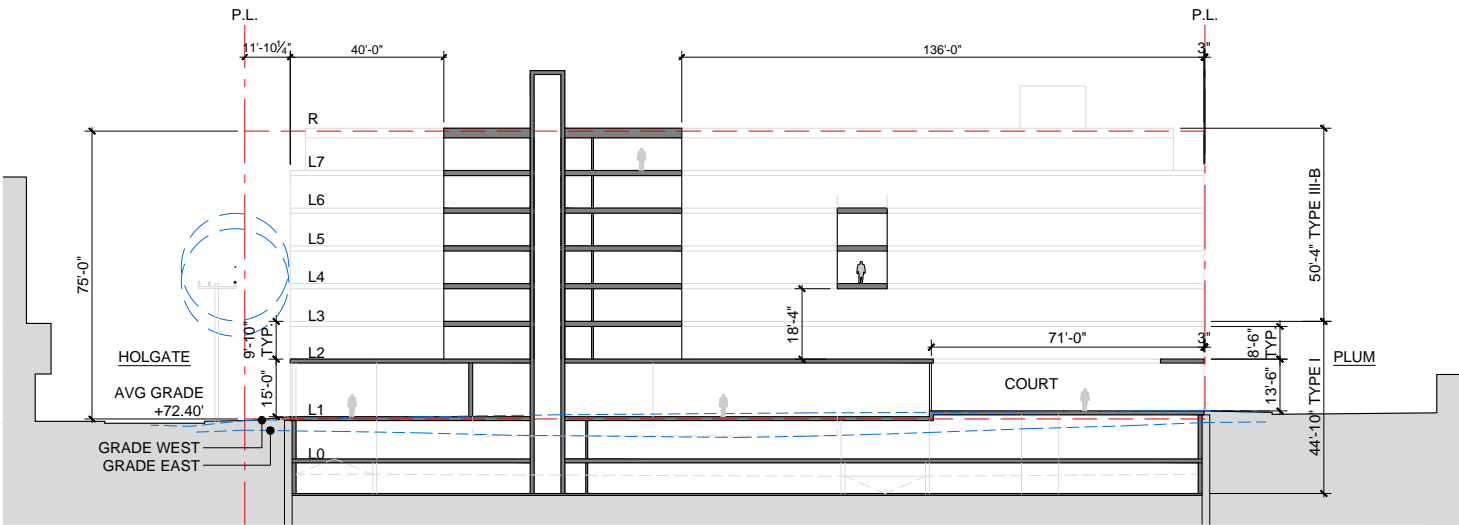 P.L.
P.L.
11'-10¼"
40'-0"
136'-0"
3"
R
L7
L6
L5
L4
L3
L2
L1
L0
75'-0"
9'-10"
TYP.
15'-0"
18'-4"
71'-0"
3"
50'-4" TYPE III-B
8'-6"
TYP
13'-6"
44'-10" TYPE I
HOLGATE
PLUM
COURT
AVG GRADE
+72.40'
GRADE WEST
GRADE EAST